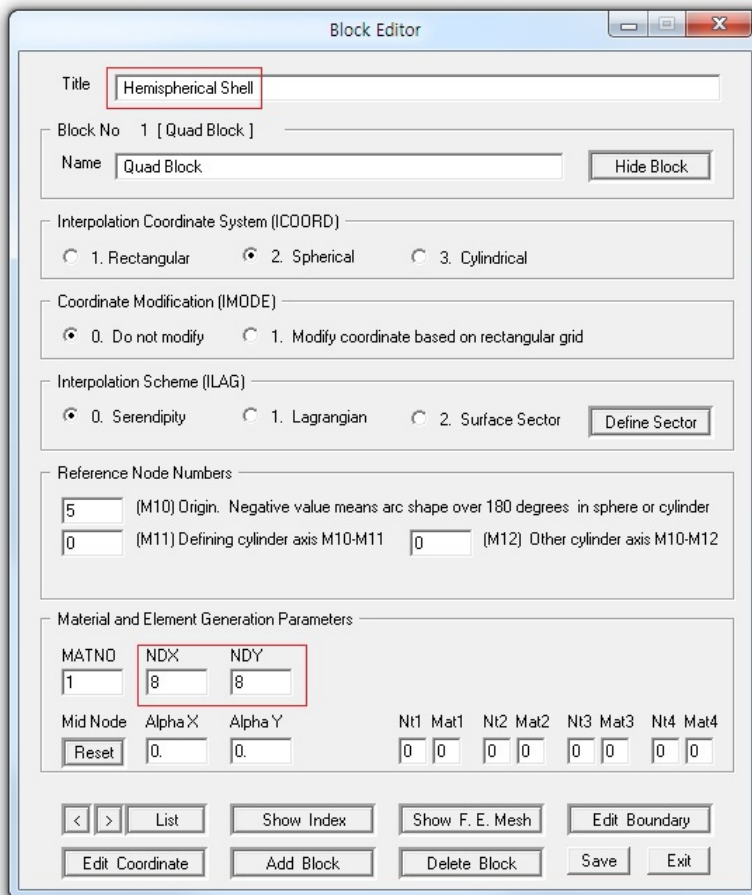 Block Editor
X
Title Hemispherical Shell
Block No 1 [ Quad Block ]
Name Quad Block Hide Block
Interpolation Coordinate System (ICOORD)
1. Rectangular 2. Spherical 3. Cylindrical
Coordinate Modification (IMODE)
0. Do not modify 1. Modify coordinate based on rectangular grid
Interpolation Scheme (ILAG)
0. Serendipity 1. Lagrangian 2. Surface Sector Define Sector
Reference Node Numbers
5 (M10) Origin. Negative value means arc shape over 180 degrees in sphere or cylinder
0 (M11) Defining cylinder axis M10-M11 0 (M12) Other cylinder axis M10-M12
Material and Element Generation Parameters
MATNO NDX NDY
1 8 8
Mid Node Alpha X Alpha Y Nt1 Mat1 Nt2 Mat2 Nt3 Mat3 Nt4 Mat4
Reset 0. 0. 0 0 0 0 0 0 0 0
< > List Show Index Show F. E. Mesh Edit Boundary
Edit Coordinate Add Block Delete Block Save Exit